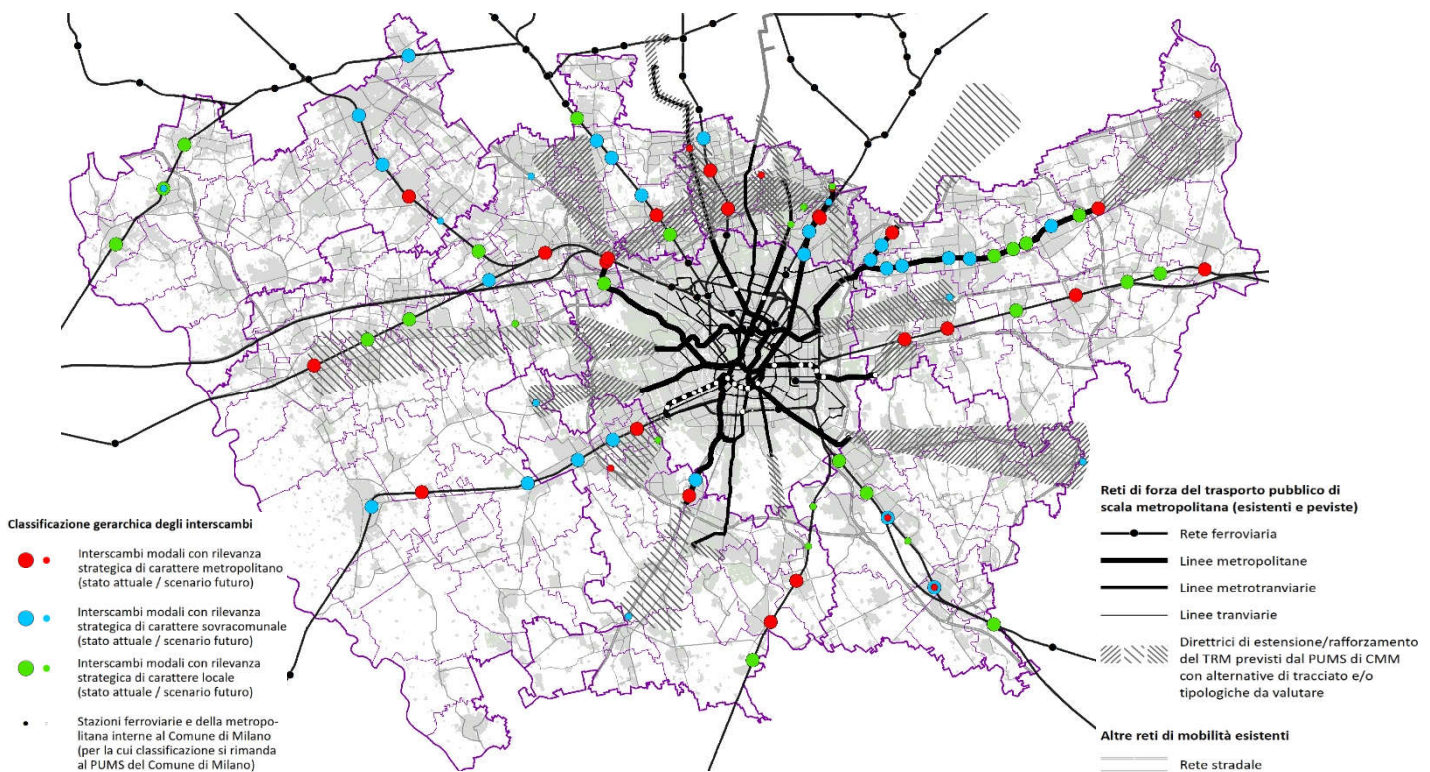 Classificazione gerarchica degli interscambi
Interscambi modali con rilevanza
strategica di carattere metropolitano
(stato attuale / scenario futuro)
Interscambi modali con rilevanza
strategica di carattere sovracomunale
(stato attuale / scenario futuro)
Interscambi modali con rilevanza
strategica di carattere locale
(stato attuale / scenario futuro)
Stazioni ferroviarie e della metropo-
litana interne al Comune di Milano
(per la cui classificazione si rimanda
al PUMS del Comune di Milano)
Reti di forza del trasporto pubblico di
scala metropolitana (esistenti e peviste)
Rete ferroviaria
Linee metropolitane
Linee metrotranviarie
Linee tranviarie
Direttrici di estensione/rafforzamento
del TRM previsti dal PUMS di CMM
con alternative di tracciato e/o
tipologiche da valutare
Altre reti di mobilità esistenti
Rete stradale